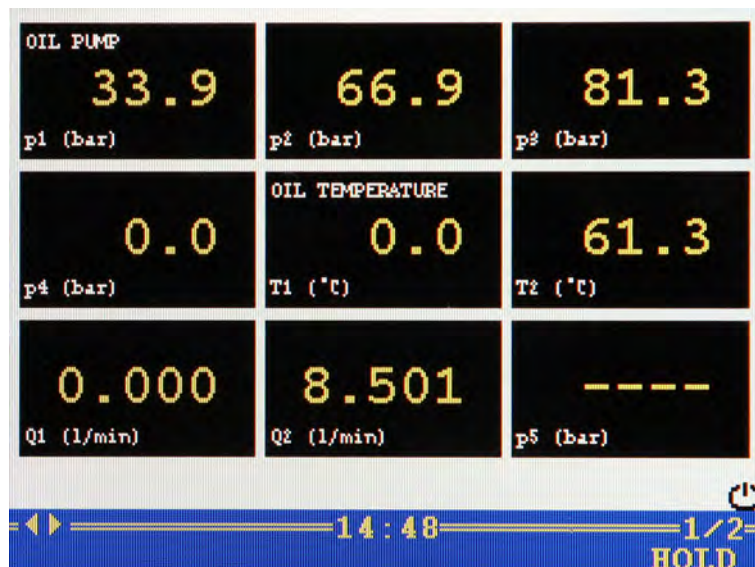 OIL PUMP
33.9
p1 (bar)
66.9
p2 (bar)
81.3
p3 (bar)
0.0
p4 (bar)
OIL TEMPERATURE
0.0
T1 (°C)
61.3
T2 (°C)
0.000
Q1 (l/min)
8.501
Q2 (l/min)
----
p5 (bar)
14:48
1/2
HOLD